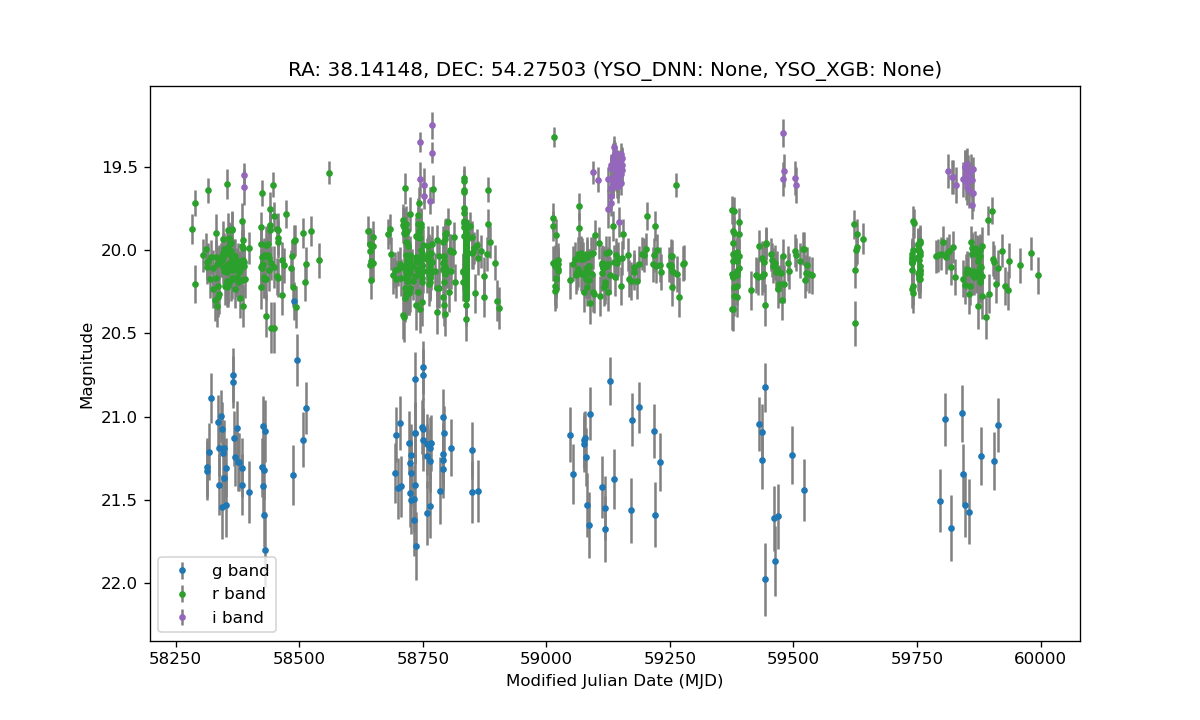 RA: 38.14148, DEC: 54.27503 (YSO_DNN: None, YSO_XGB: None)
Magnitude
19.5
20.0
20.5
21.0
21.5
22.0
g band
r band
i band
58250 58500 58750 59000 59250 59500 59750 60000
Modified Julian Date (MJD)